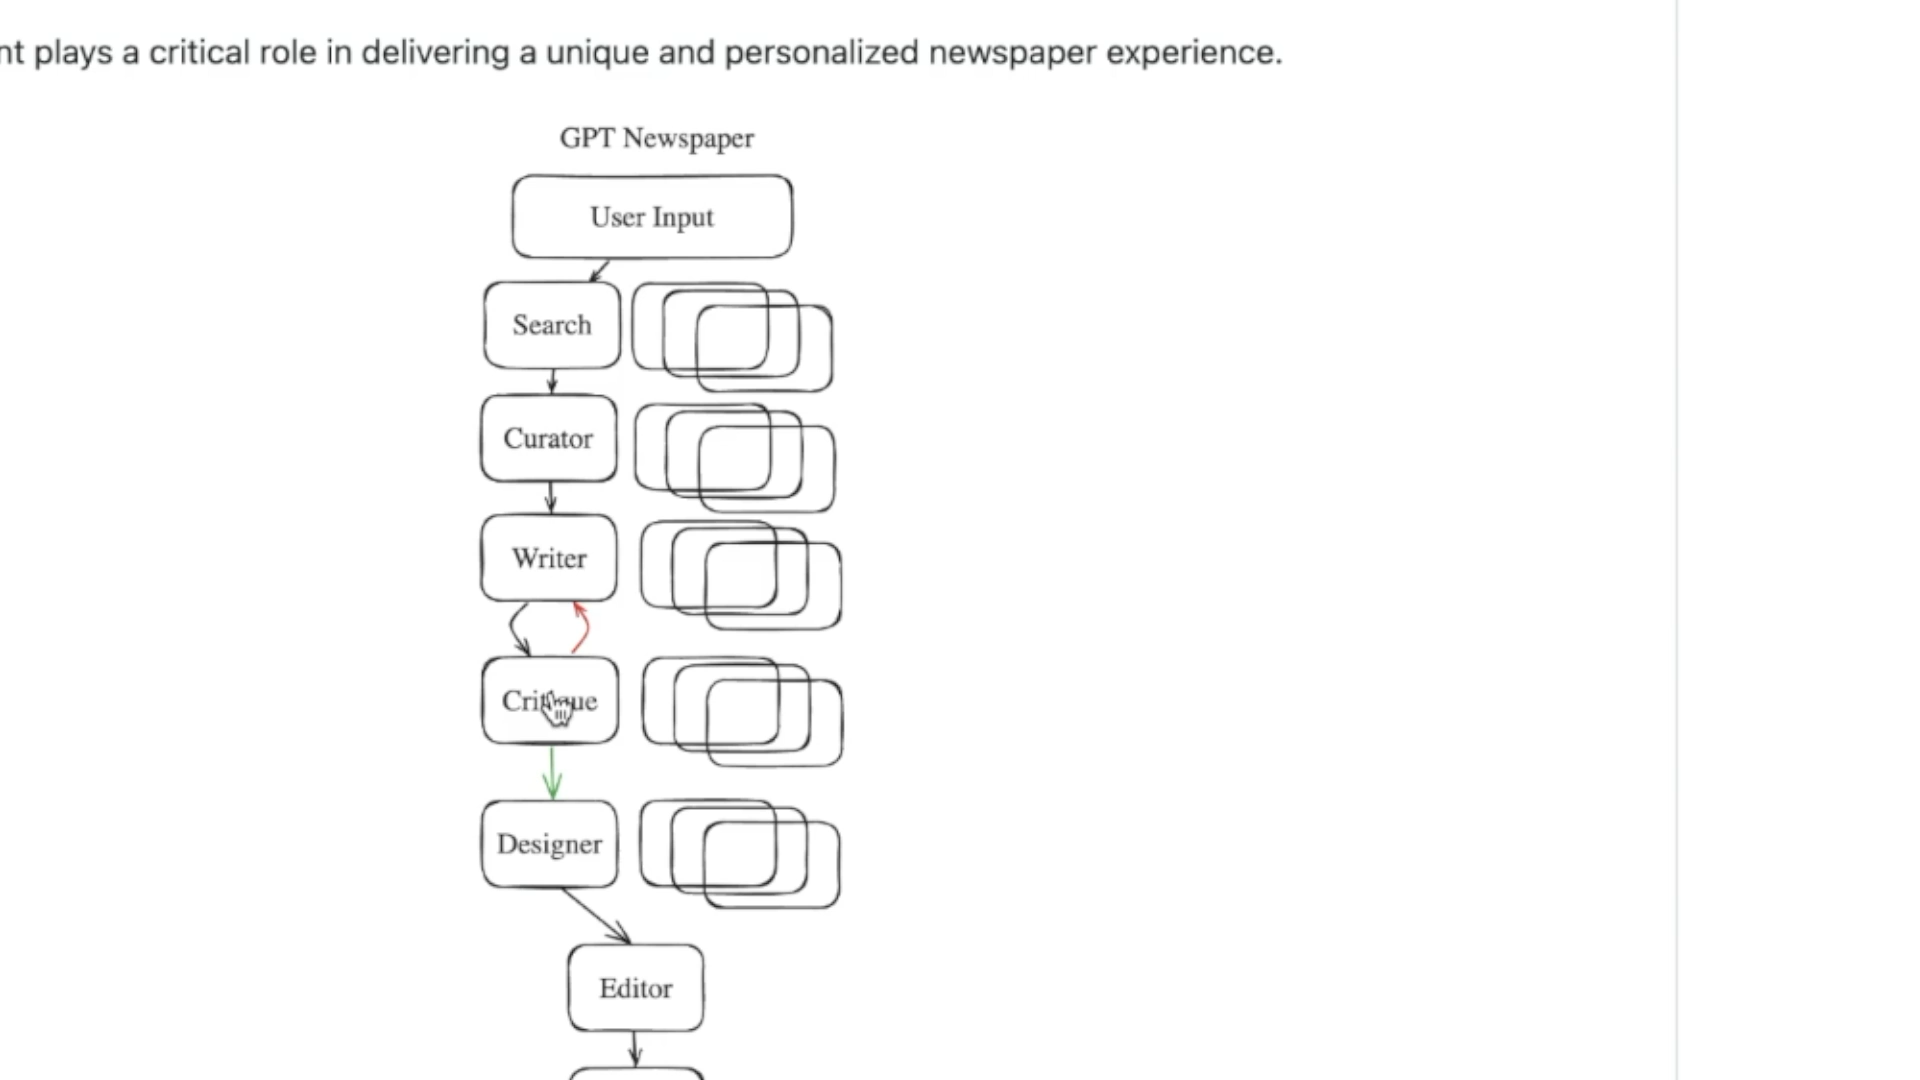 nt plays a critical role in delivering a unique and personalized newspaper experience.
GPT Newspaper
User Input
Search
Curator
Writer
Critique
Designer
Editor